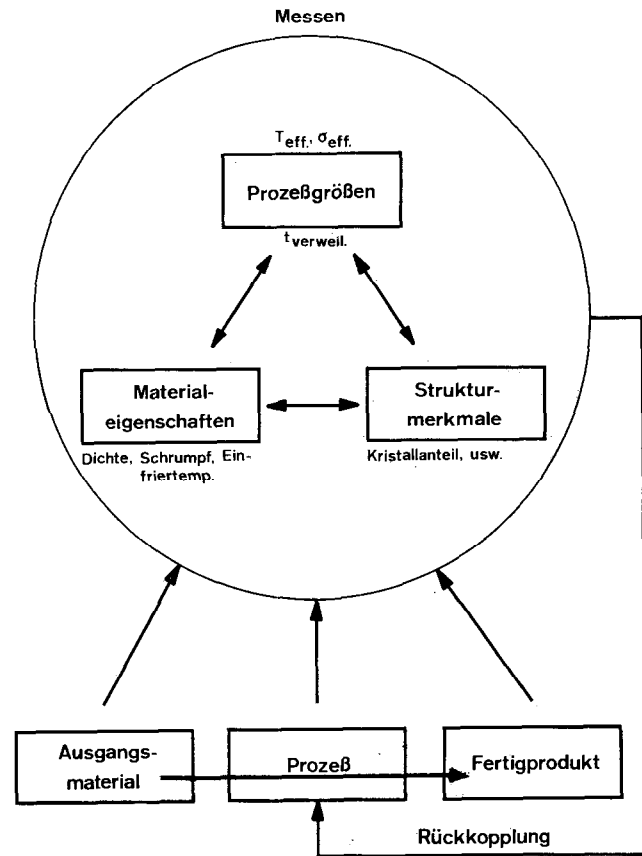 Messen
Teff., σeff.
Prozeßgrößen
tverweil.
Material-
eigenschaften
Dichte, Schrumpf, Ein-
friertemp.
Struktur-
merkmale
Kristallanteil, usw.
Ausgangs-
material
Prozeß
Fertigprodukt
Rückkopplung